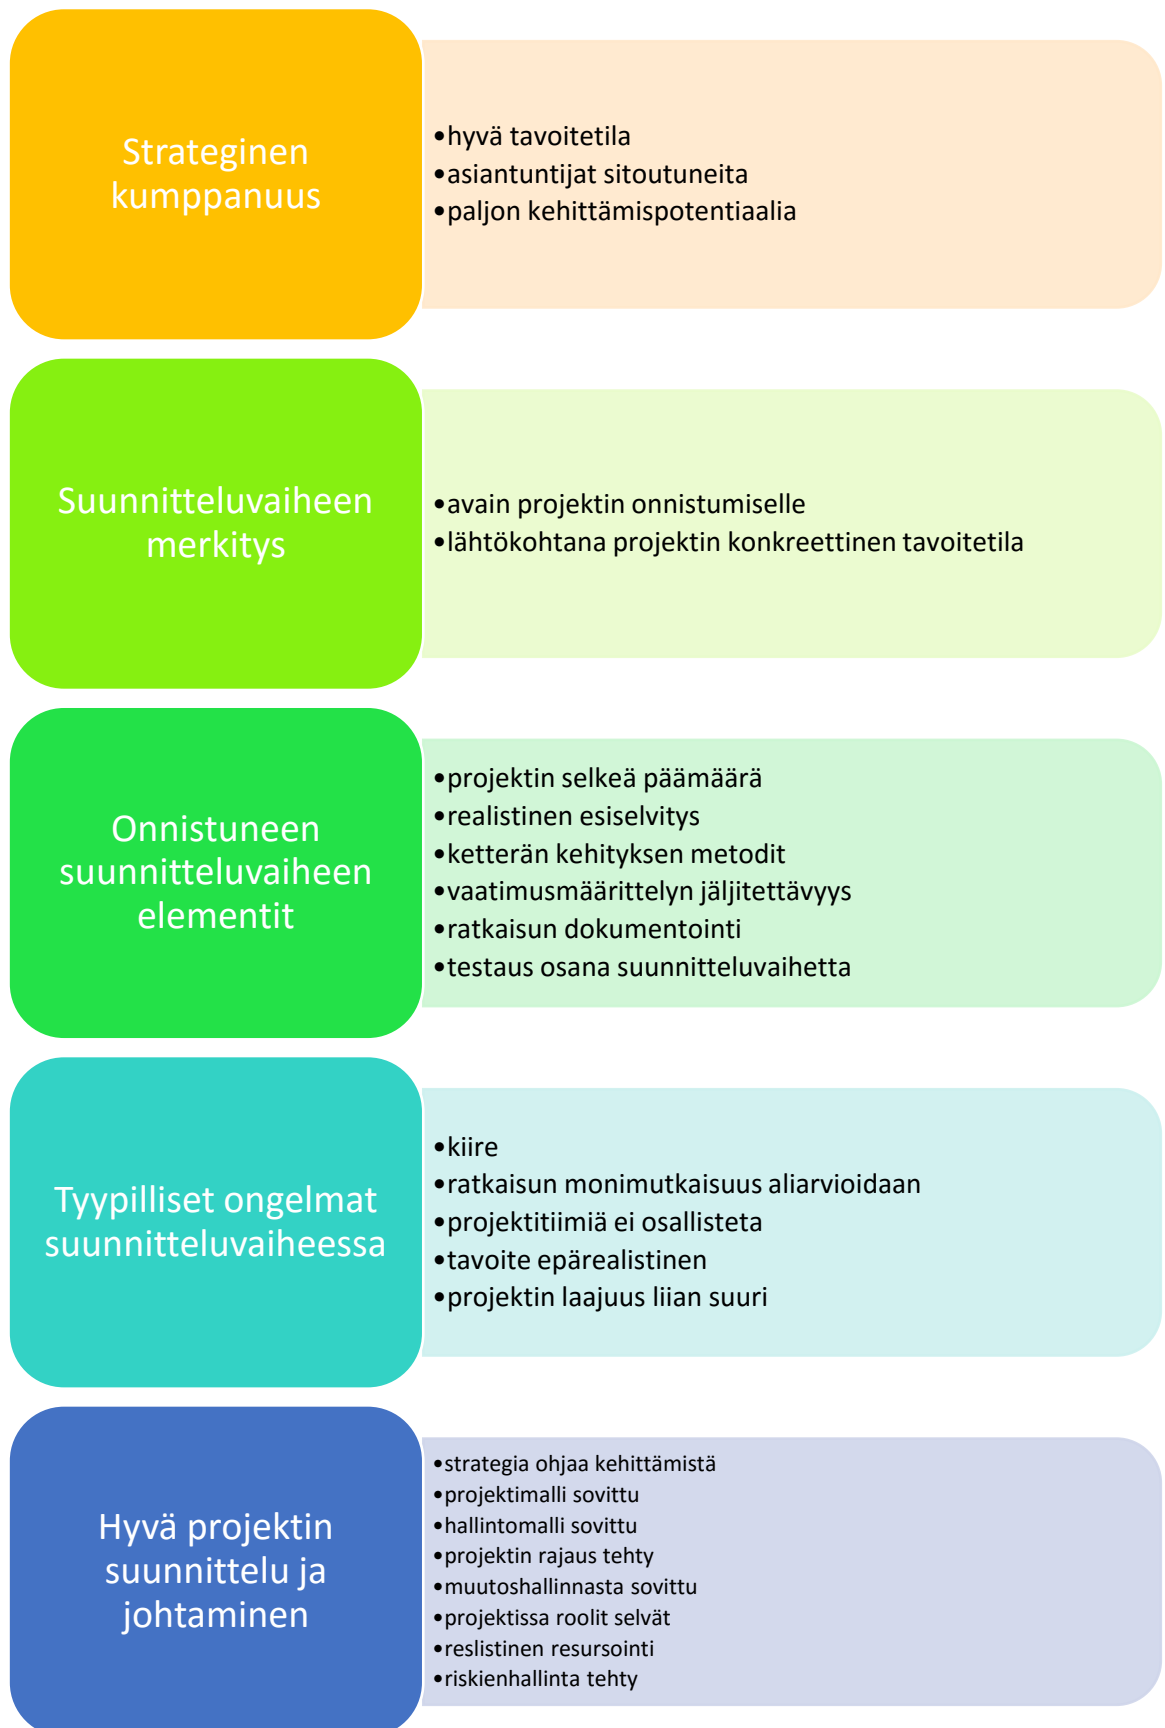 Strateginen
kumppanuus
•hyvä tavoitetila
•asiantuntijat sitoutuneita
•paljon kehittämispotentiaalia
Suunnitteluvaiheen
merkitys
•avain projektin onnistumiselle
•lähtökohtana projektin konkreettinen tavoitetila
Onnistuneen
suunnitteluvaiheen
elementit
•projektin selkeä päämäärä
•realistinen esiselvitys
•ketterän kehityksen metodit
•vaatimusmäärittelyn jäljitettävyys
•ratkaisun dokumentointi
•testaus osana suunnitteluvaihetta
Tyypilliset ongelmat
suunnitteluvaiheessa
•kiire
•ratkaisun monimutkaisuus aliarvioidaan
•projektitiimiä ei osallisteta
•tavoite epärealistinen
•projektin laajuus liian suuri
Hyvä projektin
suunnittelu ja
johtaminen
•strategia ohjaa kehittämistä
•projektimalli sovittu
•hallintomalli sovittu
•projektin rajaus tehty
•muutoshallinnasta sovittu
•projektissa roolit selvät
•reslistinen resursointi
•riskienhallinta tehty